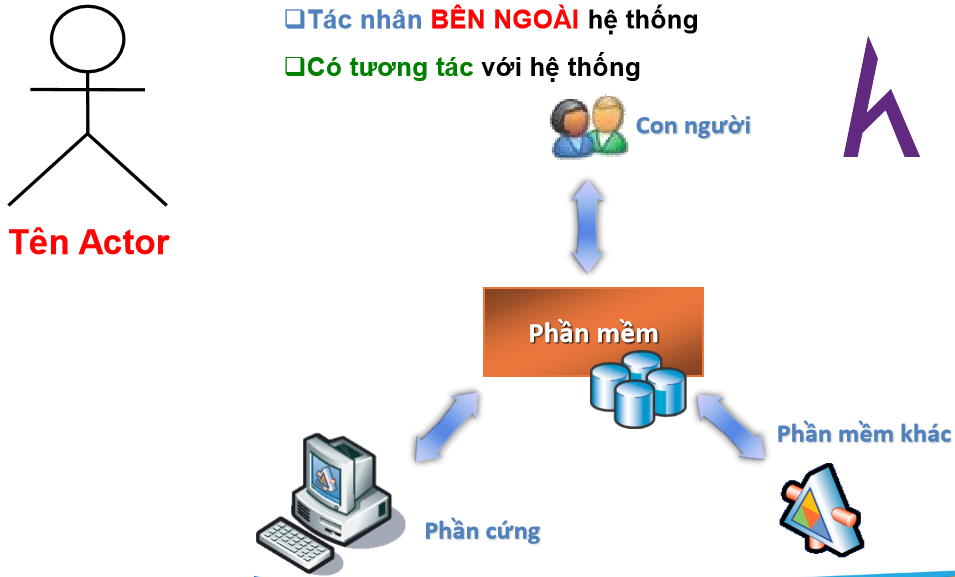 ❑Tác nhân BÊN NGOÀI hệ thống
❑Có tương tác với hệ thống
Con người
Tên Actor
Phần mềm
Phần mềm khác
Phần cứng